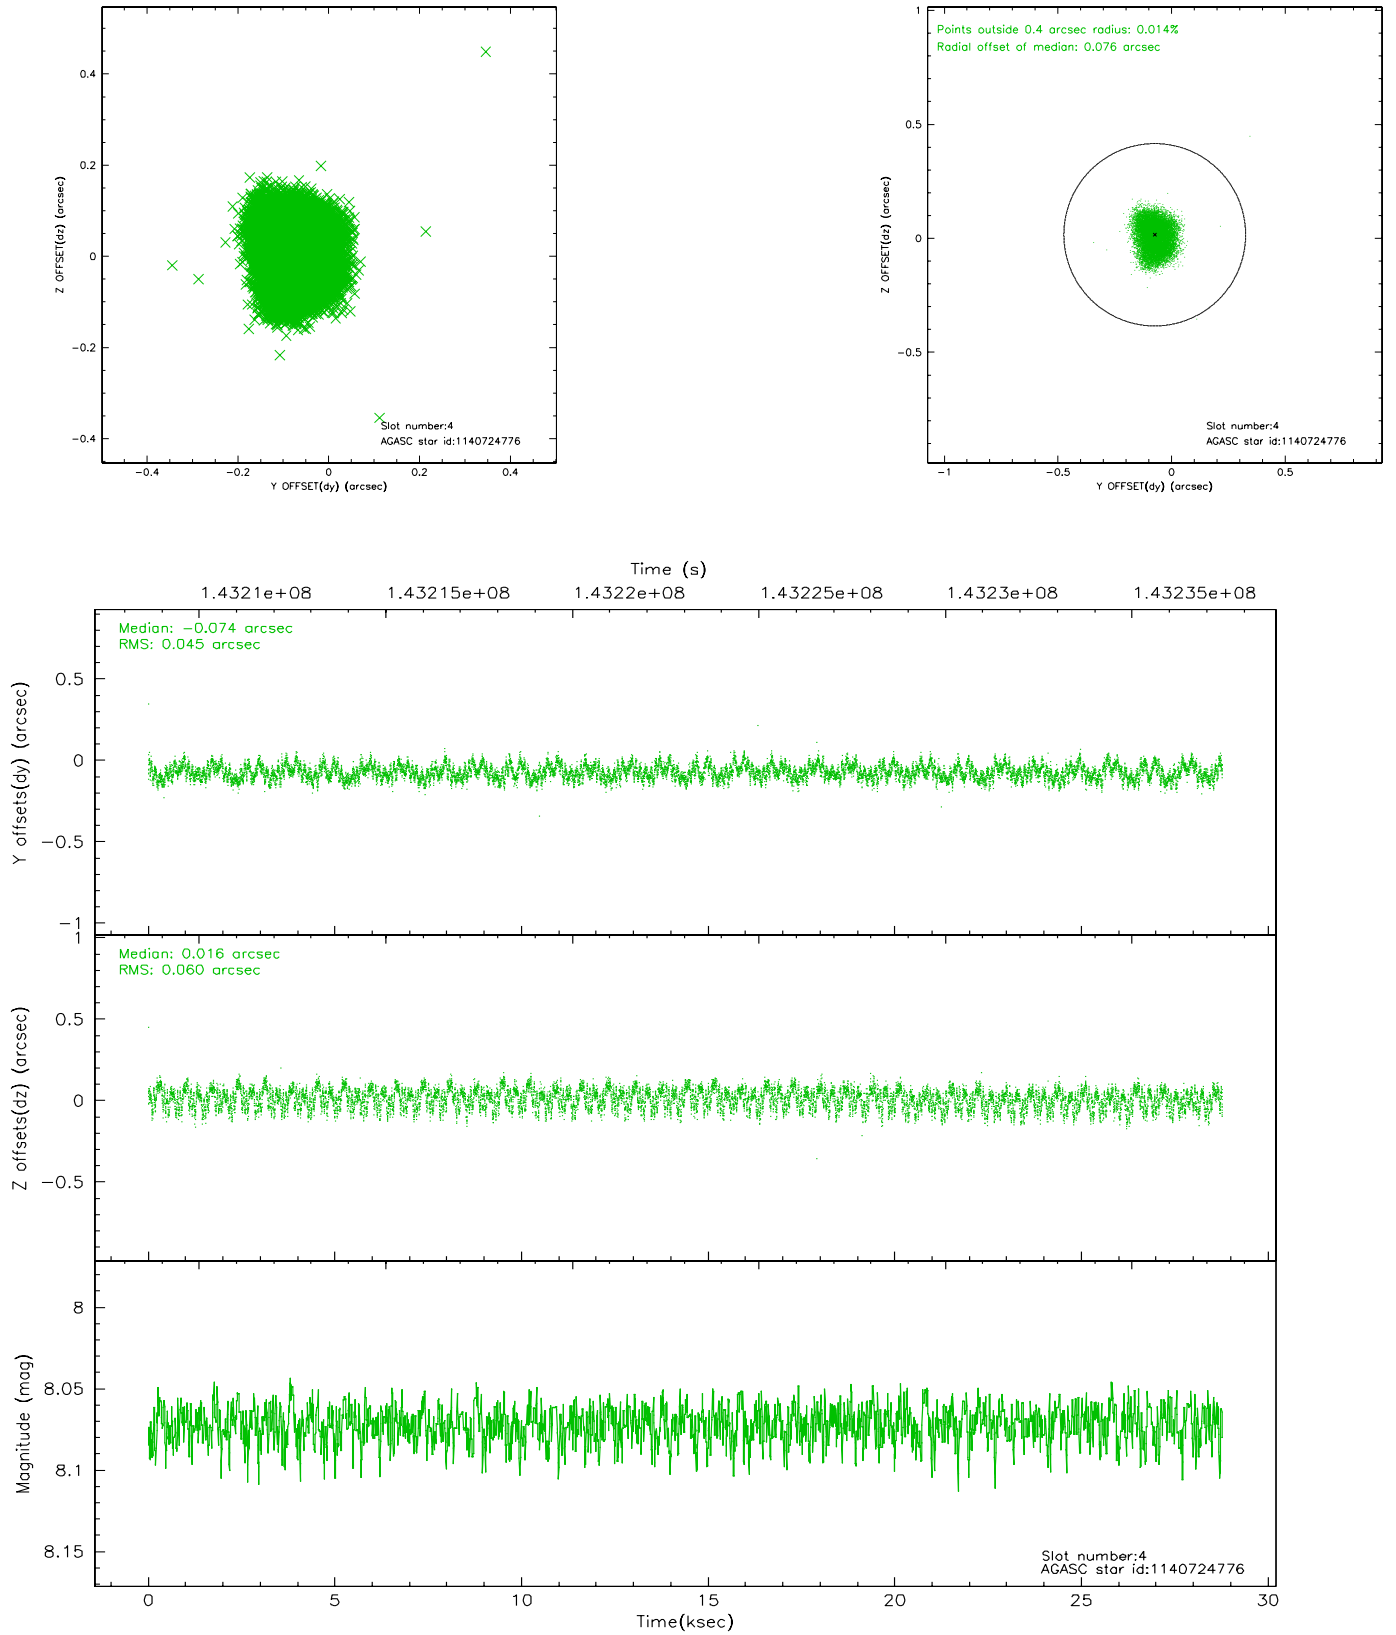 0.4
0.2
0
−0.2
−0.4
Z OFFSET(dz) (arcsec)
Slot number:4
AGASC star id:1140724776
−0.4 −0.2 0 0.2 0.4
Y OFFSET(dy) (arcsec)
Points outside 0.4 arcsec radius: 0.014%
Radial offset of median: 0.076 arcsec
1
0.5
0
−0.5
Z OFFSET(dz) (arcsec)
Slot number:4
AGASC star id:1140724776
−1 −0.5 0 0.5
Y OFFSET(dy) (arcsec)
Time (s)
1.4321e+08 1.43215e+08 1.4322e+08 1.43225e+08 1.4323e+08 1.43235e+08
Median: −0.074 arcsec
RMS: 0.045 arcsec
0.5
0
−0.5
−1
Y offsets(dy) (arcsec)
Median: 0.016 arcsec
RMS: 0.060 arcsec
1
0.5
0
−0.5
Z offsets(dz) (arcsec)
8
8.05
8.1
8.15
Magnitude (mag)
Slot number:4
AGASC star id:1140724776
0 5 10 15 20 25 30
Time(ksec)